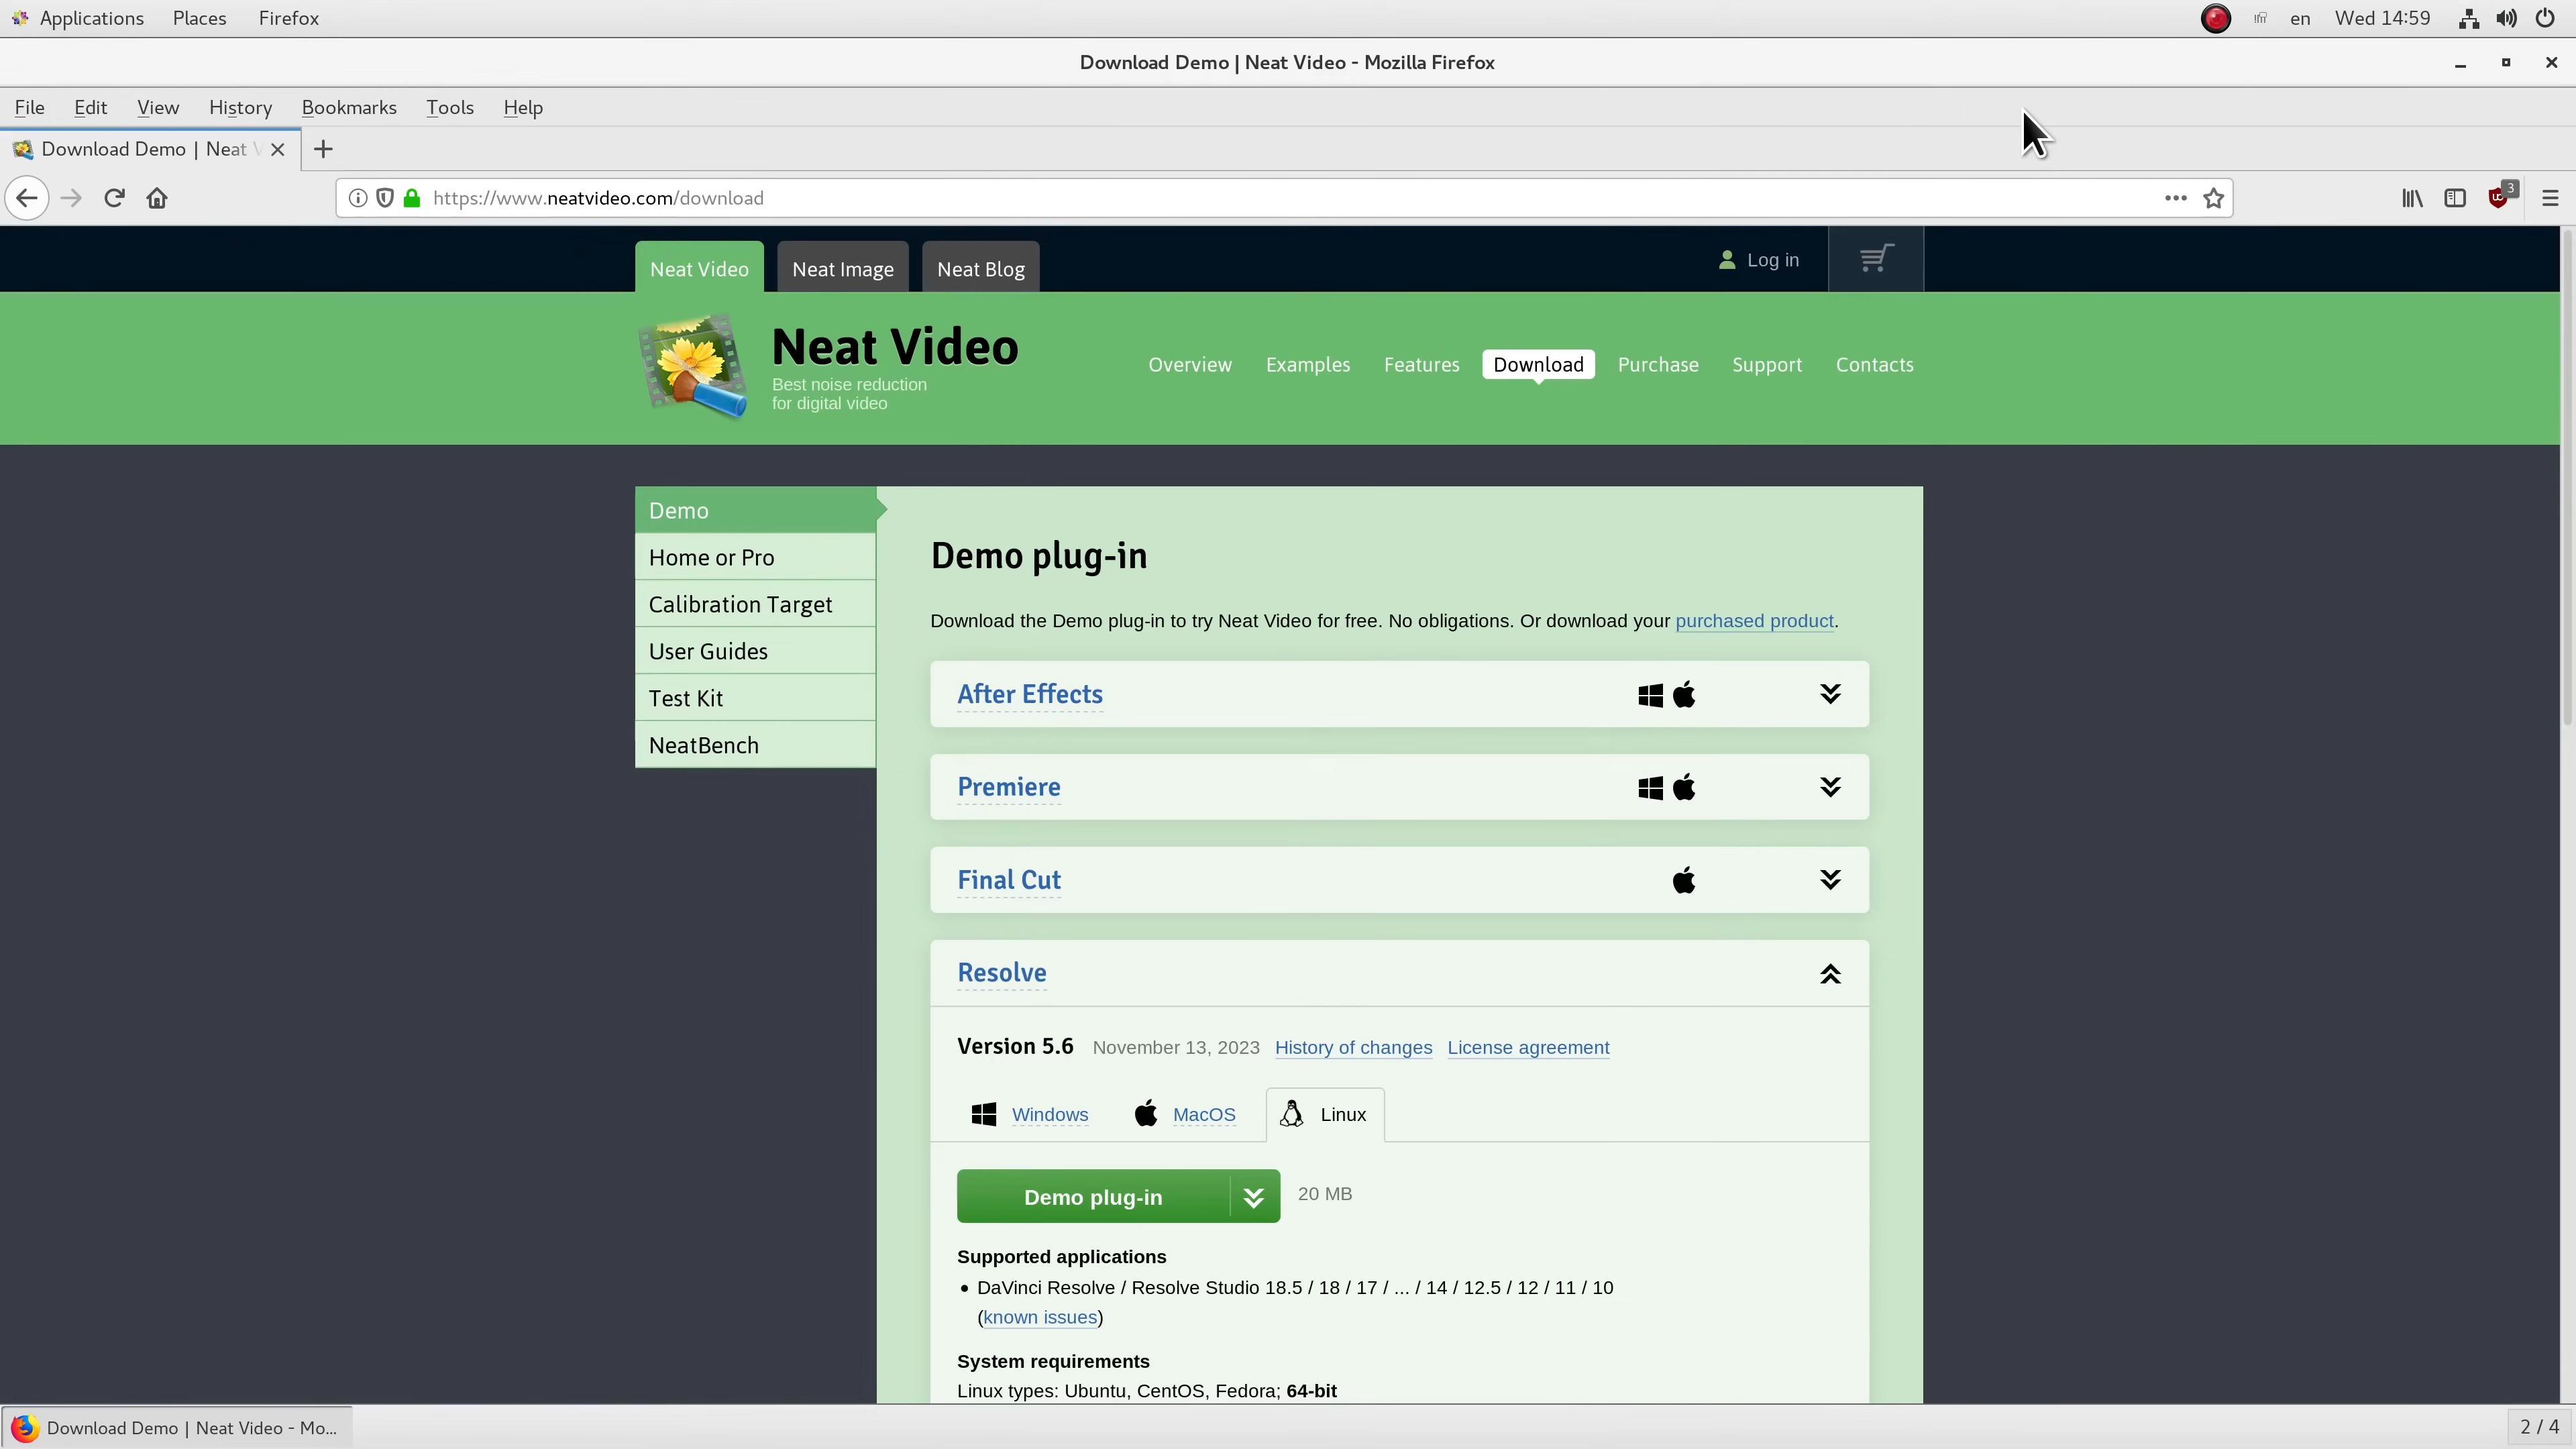 Applications Places Firefox en Wed 14:59
Download Demo | Neat Video - Mozilla Firefox
File Edit View History Bookmarks Tools Help
Download Demo | Neat
https://www.neatvideo.com/download 3
Neat Video Neat Image Neat Blog Log in
Neat Video
Best noise reduction
for digital video
Overview Examples Features Download Purchase Support Contacts
Demo
Home or Pro
Calibration Target
User Guides
Test Kit
NeatBench
Demo plug-in
Download the Demo plug-in to try Neat Video for free. No obligations. Or download your purchased product.
After Effects
Premiere
Final Cut
Resolve
Version 5.6 November 13, 2023 History of changes License agreement
Windows MacOS Linux
Demo plug-in 20 MB
Supported applications
• DaVinci Resolve / Resolve Studio 18.5 / 18 / 17 / ... / 14 / 12.5 / 12 / 11 / 10
(known issues)
System requirements
Linux types: Ubuntu, CentOS, Fedora; 64-bit
Download Demo | Neat Video - Mo... 2 / 4